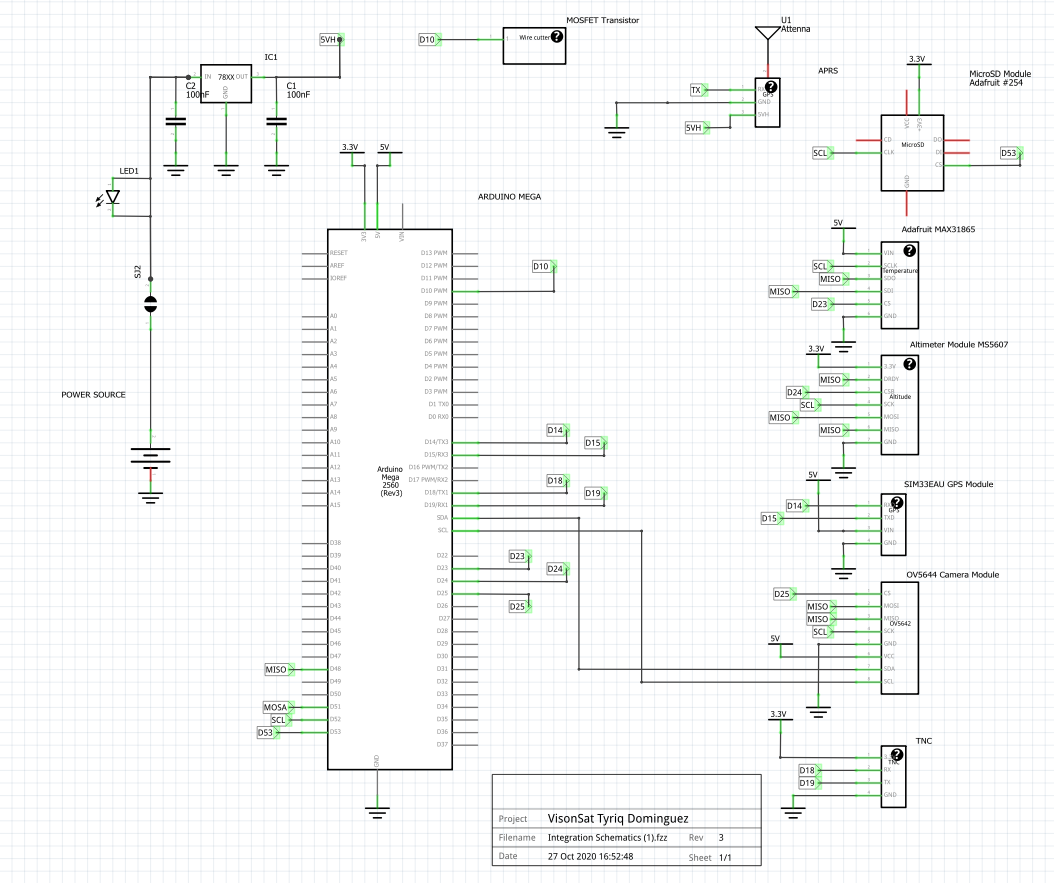 MOSFET Transistor
D10
Wire cutter
?
U1
Attenna
APRS
TX
5VH
GND
5VH
?
5VH
IC1
78XX
IN
OUT
GND
C2
100nF
C1
100nF
3.3V
MicroSD Module
Adafruit #254
VCC
+3V3
CD
CLK
MicroSD
DO
DI
CS
GND
SCL
D53
LED1
SJ2
POWER SOURCE
3.3V
5V
ARDUINO MEGA
3V3
5V
VIN
RESET
AREF
IOREF
A0
A1
A2
A3
A4
A5
A6
A7
A8
A9
A10
A11
A12
A13
A14
A15
D38
D39
D40
D41
D42
D43
D44
D45
D46
D47
D48
D49
D50
D51
D52
D53
MISO
MOSA
SCL
D53
Arduino
Mega
2560
(Rev3)
GND
D13 PWM
D12 PWM
D11 PWM
D10 PWM
D9 PWM
D8 PWM
D7 PWM
D6 PWM
D5 PWM
D4 PWM
D2 PWM
D3 PWM
D1 TX0
D0 RX0
D14/TX3
D15/RX3
D16 PWM/TX2
D17 PWM/RX2
D18/TX1
D19/RX1
SDA
SCL
D22
D23
D24
D25
D26
D27
D28
D29
D30
D31
D32
D33
D34
D35
D36
D37
D10
D14
D15
D18
D19
D23
D24
D25
5V
Adafruit MAX31865
?
VIN
SCLK
Temperature
SDO
SDI
CS
GND
SCL
MISO
MISO
D23
3.3V
Altimeter Module MS5607
?
3.3V
DRDY
CSB
Altitude
SCK
MOSI
MISO
GND
MISO
D24
SCL
MISO
MISO
5V
SIM33EAU GPS Module
?
GPS
TXD
VIN
GND
D14
D15
OV5644 Camera Module
CS
MOSI
MISO
OV5642
SCK
GND
VCC
SDA
SCL
D25
MISO
MISO
SCL
5V
3.3V
TNC
?
TNC
RX
TX
GND
D18
D19
Project VisonSat Tyriq Dominguez
Filename Integration Schematics (1).fzz Rev 3
Date 27 Oct 2020 16:52:48 Sheet 1/1